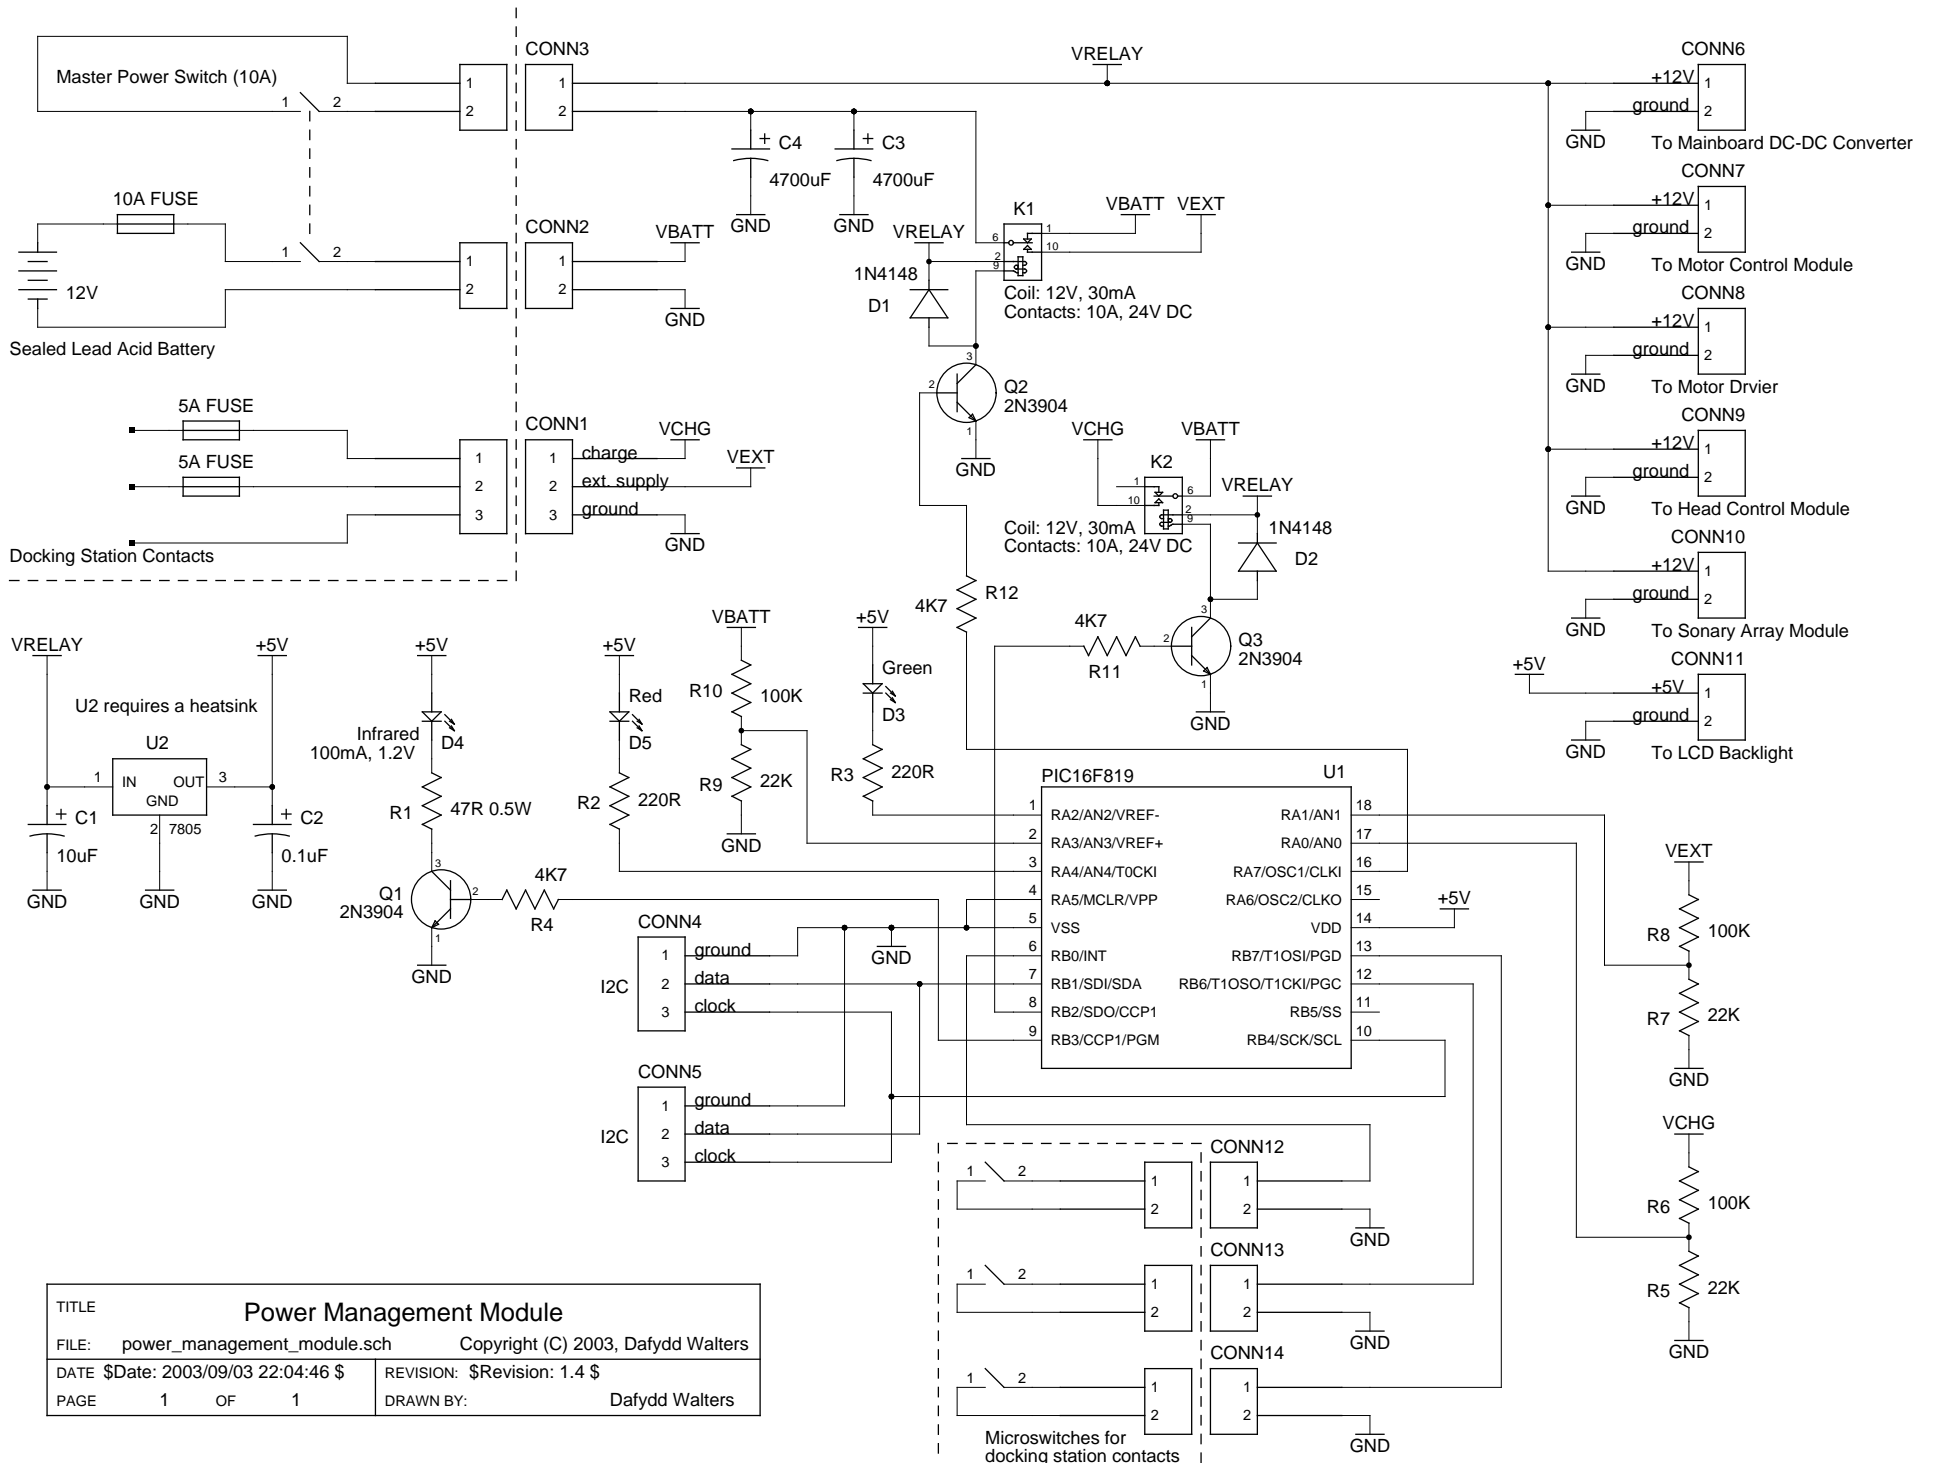 CONN3
Master Power Switch (10A)
1 2
1
2
1
2
VRELAY
+ C4
4700uF
GND
+ C3
4700uF
GND
CONN6
+12V 1
ground 2
GND
To Mainboard DC-DC Converter
10A FUSE
1 2
12V
Sealed Lead Acid Battery
CONN2
1
2
1
2
VBATT
GND
K1
VBATT VEXT
VRELAY
6 1
10
2
9
1N4148
D1
Coil: 12V, 30mA
Contacts: 10A, 24V DC
3
2
1
Q2
2N3904
GND
CONN7
+12V 1
ground 2
GND
To Motor Control Module
CONN8
+12V 1
ground 2
GND
To Motor Drvier
5A FUSE
5A FUSE
Docking Station Contacts
CONN1
1
2
3
1 charge
2 ext. supply
3 ground
VCHG
VEXT
GND
VCHG VBATT
K2
1
10
6
2
9
VRELAY
Coil: 12V, 30mA
Contacts: 10A, 24V DC
1N4148
D2
CONN9
+12V 1
ground 2
GND
To Head Control Module
CONN10
+12V 1
ground 2
GND
To Sonary Array Module
CONN11
+5V
+5V 1
ground 2
GND
To LCD Backlight
4K7 R12
4K7
R11
3
2
1
Q3
2N3904
GND
VRELAY
+5V
U2 requires a heatsink
U2
1 IN OUT 3
GND
2 7805
+ C1
10uF
GND
GND
+ C2
0.1uF
GND
+5V
Infrared
100mA, 1.2V
D4
R1 47R 0.5W
3
Q1
2N3904
2
1
GND
4K7
R4
+5V
Red
D5
R2 220R
VBATT
R10 100K
R9 22K
GND
+5V
Green
D3
R3 220R
PIC16F819 U1
1 RA2/AN2/VREF- RA1/AN1 18
2 RA3/AN3/VREF+ RA0/AN0 17
3 RA4/AN4/T0CKI RA7/OSC1/CLKI 16
4 RA5/MCLR/VPP RA6/OSC2/CLKO 15
5 VSS VDD 14
6 RB0/INT RB7/T1OSI/PGD 13
7 RB1/SDI/SDA RB6/T1OSO/T1CKI/PGC 12
8 RB2/SDO/CCP1 RB5/SS 11
9 RB3/CCP1/PGM RB4/SCK/SCL 10
+5V
GND
CONN4
I2C
1 ground
2 data
3 clock
CONN5
I2C
1 ground
2 data
3 clock
VEXT
R8 100K
R7 22K
GND
VCHG
R6 100K
R5 22K
GND
CONN12
1 2
1
2
1
2
GND
CONN13
1 2
1
2
1
2
GND
CONN14
1 2
1
2
1
2
GND
Microswitches for
docking station contacts
TITLE Power Management Module
FILE: power_management_module.sch Copyright (C) 2003, Dafydd Walters
DATE $Date: 2003/09/03 22:04:46 $ REVISION: $Revision: 1.4 $
PAGE 1 OF 1 DRAWN BY: Dafydd Walters